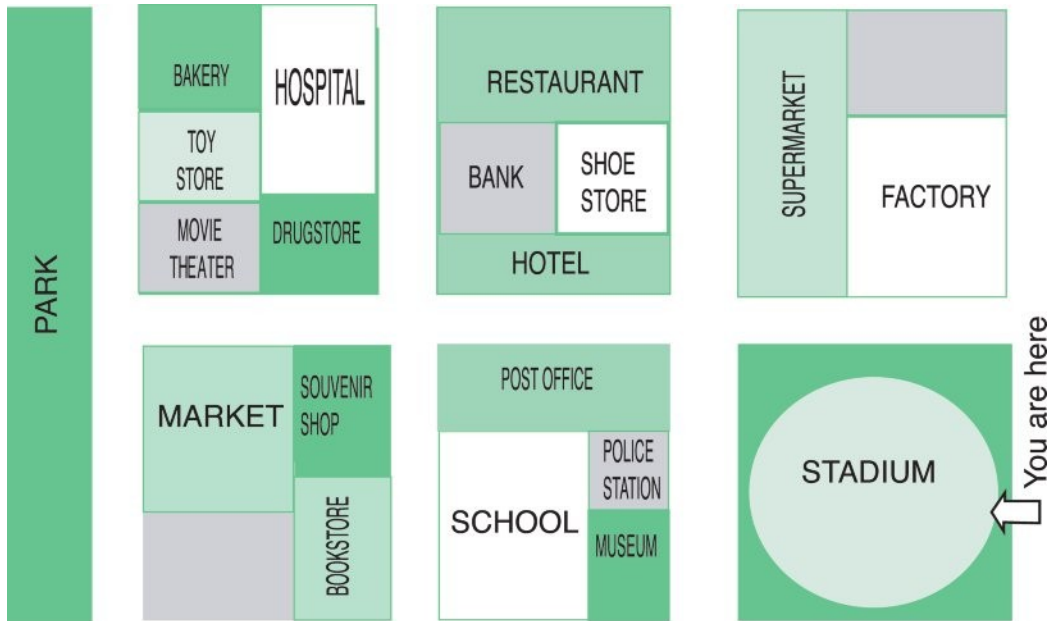 PARK
BAKERY
HOSPITAL
TOY
STORE
MOVIE
THEATER
DRUGSTORE
RESTAURANT
BANK
SHOE
STORE
HOTEL
SUPERMARKET
FACTORY
MARKET
SOUVENIR
SHOP
BOOKSTORE
POST OFFICE
POLICE
STATION
SCHOOL
MUSEUM
STADIUM
You are here